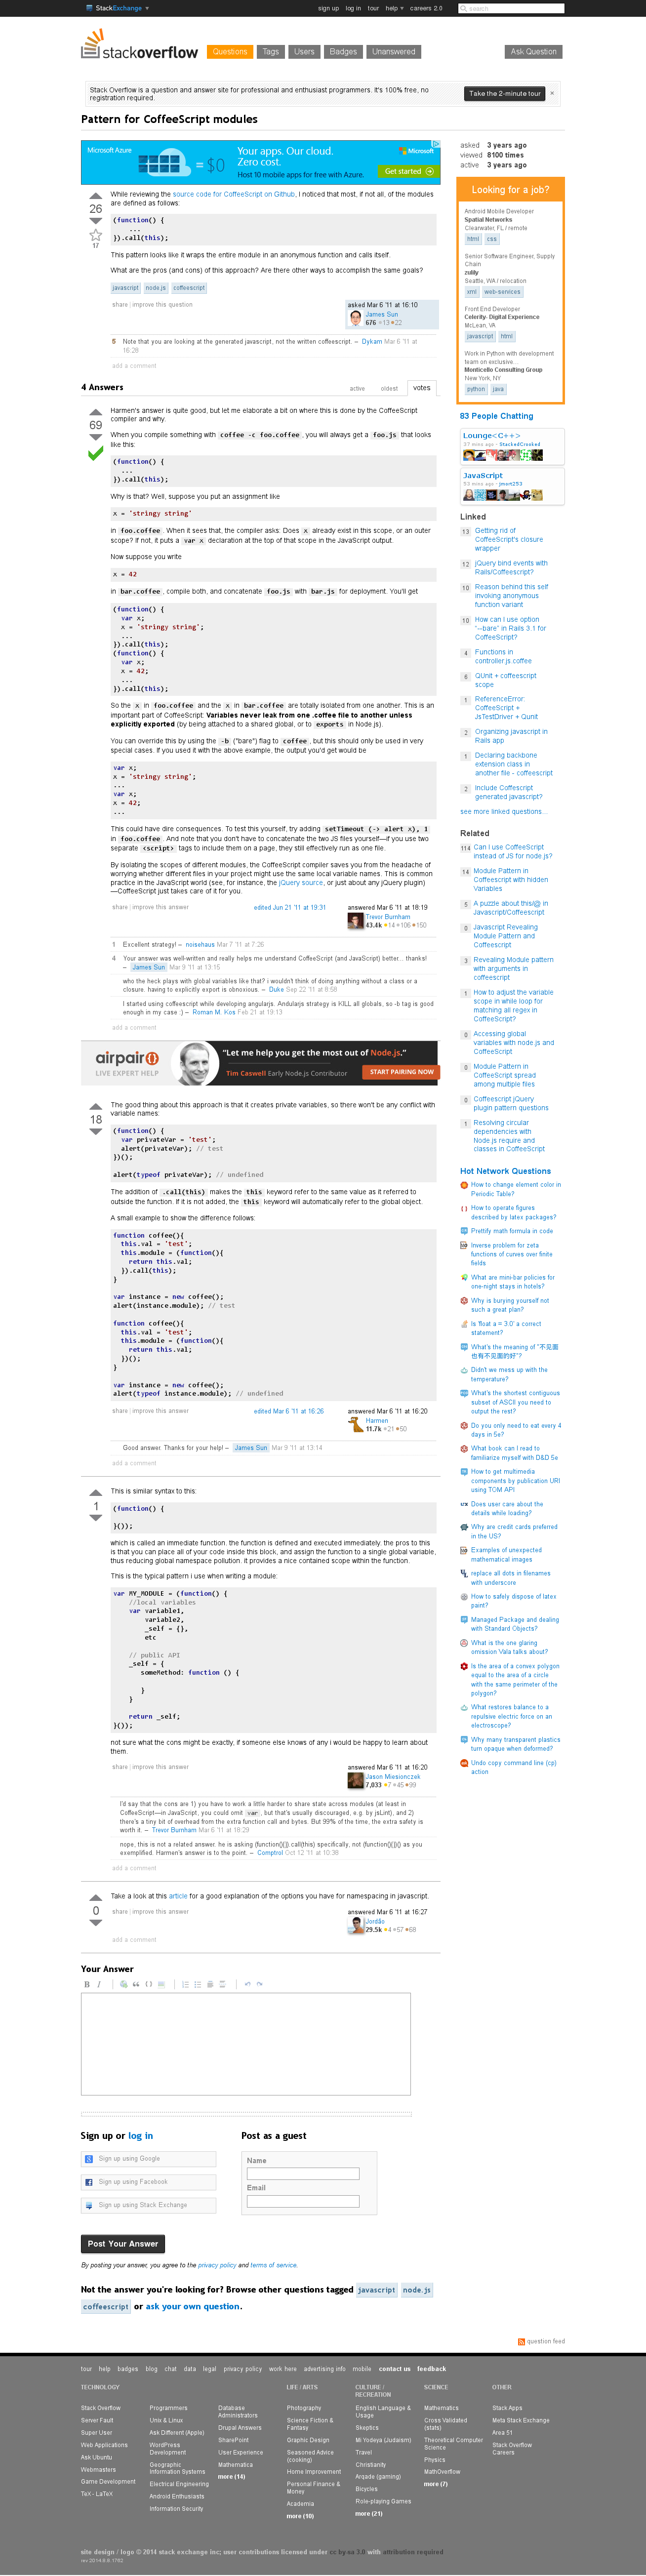 StackExchange
sign up log in tour help careers 2.0
search
stackoverflow
Questions Tags Users Badges Unanswered Ask Question
Stack Overflow is a question and answer site for professional and enthusiast programmers. It's 100% free, no
registration required.
Take the 2-minute tour ×
Pattern for CoffeeScript modules
Microsoft Azure
= $0
Your apps. Our cloud.
Zero cost.
Host 10 mobile apps for free with Azure.
Microsoft
Get started
26
17
While reviewing the source code for CoffeeScript on Github, I noticed that most, if not all, of the modules
are defined as follows:
(function() {
...
}).call(this);
This pattern looks like it wraps the entire module in an anonymous function and calls itself.
What are the pros (and cons) of this approach? Are there other ways to accomplish the same goals?
javascript node.js coffeescript
share | improve this question
asked Mar 6 '11 at 16:10
James Sun
676 13 22
5 Note that you are looking at the generated javascript, not the written coffeescript. – Dykam Mar 6 '11 at
16:28
add a comment
4 Answers
active oldest votes
69
Harmen's answer is quite good, but let me elaborate a bit on where this is done by the CoffeeScript
compiler and why.
When you compile something with coffee -c foo.coffee, you will always get a foo.js that looks
like this:
(function() {
...
}).call(this);
Why is that? Well, suppose you put an assignment like
x = 'stringy string'
in foo.coffee. When it sees that, the compiler asks: Does x already exist in this scope, or an outer
scope? If not, it puts a var x declaration at the top of that scope in the JavaScript output.
Now suppose you write
x = 42
in bar.coffee, compile both, and concatenate foo.js with bar.js for deployment. You'll get
(function() {
var x;
x = 'stringy string';
...
}).call(this);
(function() {
var x;
x = 42;
...
}).call(this);
So the x in foo.coffee and the x in bar.coffee are totally isolated from one another. This is an
important part of CoffeeScript: Variables never leak from one .coffee file to another unless
explicitly exported (by being attached to a shared global, or to exports in Node.js).
You can override this by using the -b ("bare") flag to coffee, but this should only be used in very
special cases. If you used it with the above example, the output you'd get would be
var x;
x = 'stringy string';
...
var x;
x = 42;
...
This could have dire consequences. To test this yourself, try adding setTimeout (-> alert x), 1
in foo.coffee. And note that you don't have to concatenate the two JS files yourself—if you use two
separate <script> tags to include them on a page, they still effectively run as one file.
By isolating the scopes of different modules, the CoffeeScript compiler saves you from the headache of
worrying whether different files in your project might use the same local variable names. This is common
practice in the JavaScript world (see, for instance, the jQuery source, or just about any jQuery plugin)
—CoffeeScript just takes care of it for you.
share | improve this answer
edited Jun 21 '11 at 19:31
answered Mar 6 '11 at 18:19
Trevor Burnham
43.4k 14 106 150
1 Excellent strategy! – noisehaus Mar 7 '11 at 7:26
4 Your answer was well-written and really helps me understand CoffeeScript (and JavaScript) better... thanks!
– James Sun Mar 9 '11 at 13:15
who the heck plays with global variables like that? i wouldn't think of doing anything without a class or a
closure. having to explicitly export is obnoxious. – Duke Sep 22 '11 at 8:58
I started using coffeescript while developing angularjs. Andularjs strategy is KILL all globals, so -b tag is good
enough in my case :) – Roman M. Kos Feb 21 at 19:13
add a comment
airpair
LIVE EXPERT HELP
“Let me help you get the most out of Node.js.”
Tim Caswell Early Node.js Contributor
START PAIRING NOW
18
The good thing about this approach is that it creates private variables, so there won't be any conflict with
variable names:
(function() {
var privateVar = 'test';
alert(privateVar); // test
})();
alert(typeof privateVar); // undefined
The addition of .call(this) makes the this keyword refer to the same value as it referred to
outside the function. If it is not added, the this keyword will automatically refer to the global object.
A small example to show the difference follows:
function coffee(){
this.val = 'test';
this.module = (function(){
return this.val;
}).call(this);
}
var instance = new coffee();
alert(instance.module); // test
function coffee(){
this.val = 'test';
this.module = (function(){
return this.val;
})();
}
var instance = new coffee();
alert(typeof instance.module); // undefined
share | improve this answer
edited Mar 6 '11 at 16:26
answered Mar 6 '11 at 16:20
Harmen
11.7k 21 50
Good answer. Thanks for your help! – James Sun Mar 9 '11 at 13:14
add a comment
1
This is similar syntax to this:
(function() {
}());
which is called an immediate function. the function is defined and executed immediately. the pros to this
is that you can place all of your code inside this block, and assign the function to a single global variable,
thus reducing global namespace pollution. it provides a nice contained scope within the function.
This is the typical pattern i use when writing a module:
var MY_MODULE = (function() {
//local variables
var variable1,
variable2,
_self = {},
etc
// public API
_self = {
someMethod: function () {
}
}
return _self;
}());
not sure what the cons might be exactly, if someone else knows of any i would be happy to learn about
them.
share | improve this answer
answered Mar 6 '11 at 16:20
Jason Miesionczek
7,033 7 45 99
I'd say that the cons are 1) you have to work a little harder to share state across modules (at least in
CoffeeScript—in JavaScript, you could omit var, but that's usually discouraged, e.g. by jsLint), and 2)
there's a tiny bit of overhead from the extra function call and bytes. But 99% of the time, the extra safety is
worth it. – Trevor Burnham Mar 6 '11 at 18:29
nope, this is not a related answer. he is asking (function(){}).call(this) specifically, not (function(){})() as you
exemplified. Harmen's answer is to the point. – Comptrol Oct 12 '11 at 10:38
add a comment
0
Take a look at this article for a good explanation of the options you have for namespacing in javascript.
share | improve this answer
answered Mar 6 '11 at 16:27
Jordão
29.5k 4 57 68
add a comment
Your Answer
Sign up or log in
Sign up using Google
Sign up using Facebook
Sign up using Stack Exchange
Post as a guest
Name
Email
Post Your Answer
By posting your answer, you agree to the privacy policy and terms of service.
Not the answer you're looking for? Browse other questions tagged javascript node.js
coffeescript or ask your own question.
asked 3 years ago
viewed 8100 times
active 3 years ago
Looking for a job?
Android Mobile Developer
Spatial Networks
Clearwater, FL / remote
html css
Senior Software Engineer, Supply
Chain
zulily
Seattle, WA / relocation
xml web-services
Front End Developer
Celerity- Digital Experience
McLean, VA
javascript html
Work in Python with development
team on exclusive…
Monticello Consulting Group
New York, NY
python java
83 People Chatting
Lounge<C++>
37 mins ago - StackedCrooked
JavaScript
53 mins ago - jmort253
Linked
13 Getting rid of
CoffeeScript's closure
wrapper
12 jQuery bind events with
Rails/Coffeescript?
10 Reason behind this self
invoking anonymous
function variant
10 How can I use option
"--bare" in Rails 3.1 for
CoffeeScript?
4 Functions in
controller.js.coffee
6 QUnit + coffeescript
scope
1 ReferenceError:
CoffeeScript +
JsTestDriver + Qunit
2 Organizing javascript in
Rails app
1 Declaring backbone
extension class in
another file - coffeescript
2 Include Coffescript
generated javascript?
see more linked questions…
Related
114 Can I use CoffeeScript
instead of JS for node.js?
14 Module Pattern in
Coffeescript with hidden
Variables
5 A puzzle about this/@ in
Javascript/Coffeescript
0 Javascript Revealing
Module Pattern and
Coffeescript
3 Revealing Module pattern
with arguments in
coffeescript
1 How to adjust the variable
scope in while loop for
matching all regex in
CoffeeScript?
0 Accessing global
variables with node.js and
CoffeeScript
0 Module Pattern in
CoffeeScript spread
among multiple files
0 Coffeescript jQuery
plugin pattern questions
1 Resolving circular
dependencies with
Node.js require and
classes in CoffeeScript
Hot Network Questions
How to change element color in
Periodic Table?
How to operate figures
described by latex packages?
Prettify math formula in code
Inverse problem for zeta
functions of curves over finite
fields
What are mini-bar policies for
one-night stays in hotels?
Why is burying yourself not
such a great plan?
Is 'float a = 3.0' a correct
statement?
What's the meaning of "不见面
也有不见面的好"?
Didn't we mess up with the
temperature?
What's the shortest contiguous
subset of ASCII you need to
output the rest?
Do you only need to eat every 4
days in 5e?
What book can I read to
familiarize myself with D&D 5e
How to get multimedia
components by publication URI
using TOM API
Does user care about the
details while loading?
Why are credit cards preferred
in the US?
Examples of unexpected
mathematical images
replace all dots in filenames
with underscore
How to safely dispose of latex
paint?
Managed Package and dealing
with Standard Objects?
What is the one glaring
omission Vala talks about?
Is the area of a convex polygon
equal to the area of a circle
with the same perimeter of the
polygon?
What restores balance to a
repulsive electric force on an
electroscope?
Why many transparent plastics
turn opaque when deformed?
Undo copy command line (cp)
action
question feed
tour help badges blog chat data legal privacy policy work here advertising info mobile contact us feedback
TECHNOLOGY
Stack Overflow
Server Fault
Super User
Web Applications
Ask Ubuntu
Webmasters
Game Development
TeX - LaTeX
Programmers
Unix & Linux
Ask Different (Apple)
WordPress
Development
Geographic
Information Systems
Electrical Engineering
Android Enthusiasts
Information Security
Database
Administrators
Drupal Answers
SharePoint
User Experience
Mathematica
more (14)
LIFE / ARTS
Photography
Science Fiction &
Fantasy
Graphic Design
Seasoned Advice
(cooking)
Home Improvement
Personal Finance &
Money
Academia
more (10)
CULTURE /
RECREATION
English Language &
Usage
Skeptics
Mi Yodeya (Judaism)
Travel
Christianity
Arqade (gaming)
Bicycles
Role-playing Games
more (21)
SCIENCE
Mathematics
Cross Validated
(stats)
Theoretical Computer
Science
Physics
MathOverflow
more (7)
OTHER
Stack Apps
Meta Stack Exchange
Area 51
Stack Overflow
Careers
site design / logo © 2014 stack exchange inc; user contributions licensed under cc by-sa 3.0 with attribution required
rev 2014.8.8.1762